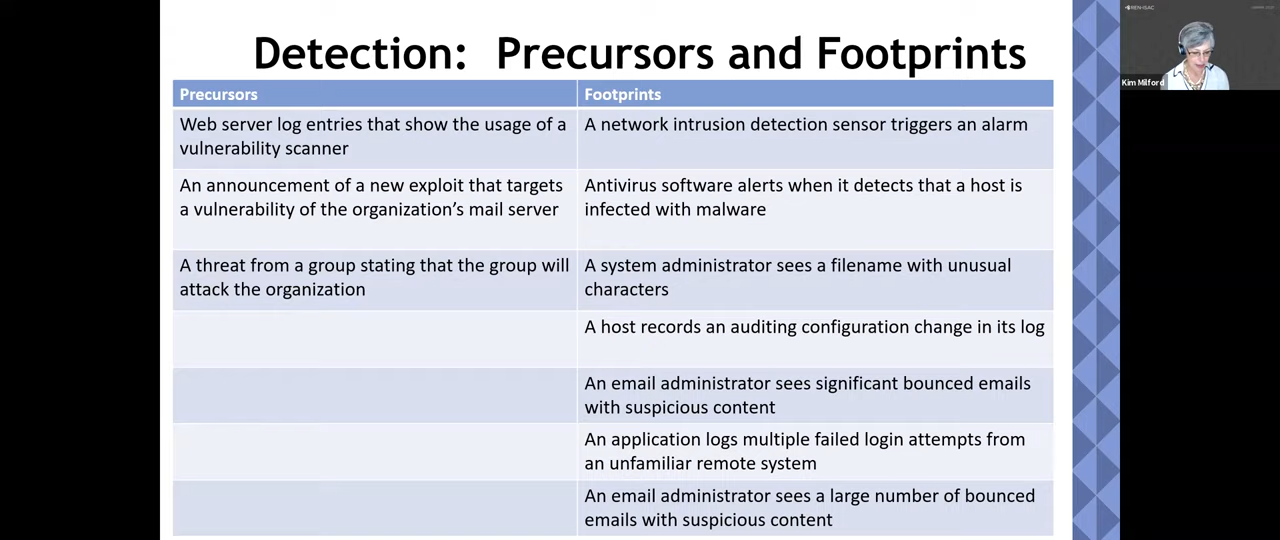 Detection: Precursors and Footprints
Precursors
Footprints
Web server log entries that show the usage of a
vulnerability scanner
A network intrusion detection sensor triggers an alarm
An announcement of a new exploit that targets
a vulnerability of the organization's mail server
Antivirus software alerts when it detects that a host is
infected with malware
A threat from a group stating that the group will
attack the organization
A system administrator sees a filename with unusual
characters
A host records an auditing configuration change in its log
An email administrator sees significant bounced emails
with suspicious content
An application logs multiple failed login attempts from
an unfamiliar remote system
An email administrator sees a large number of bounced
emails with suspicious content
REN-ISAC
Kim Milford